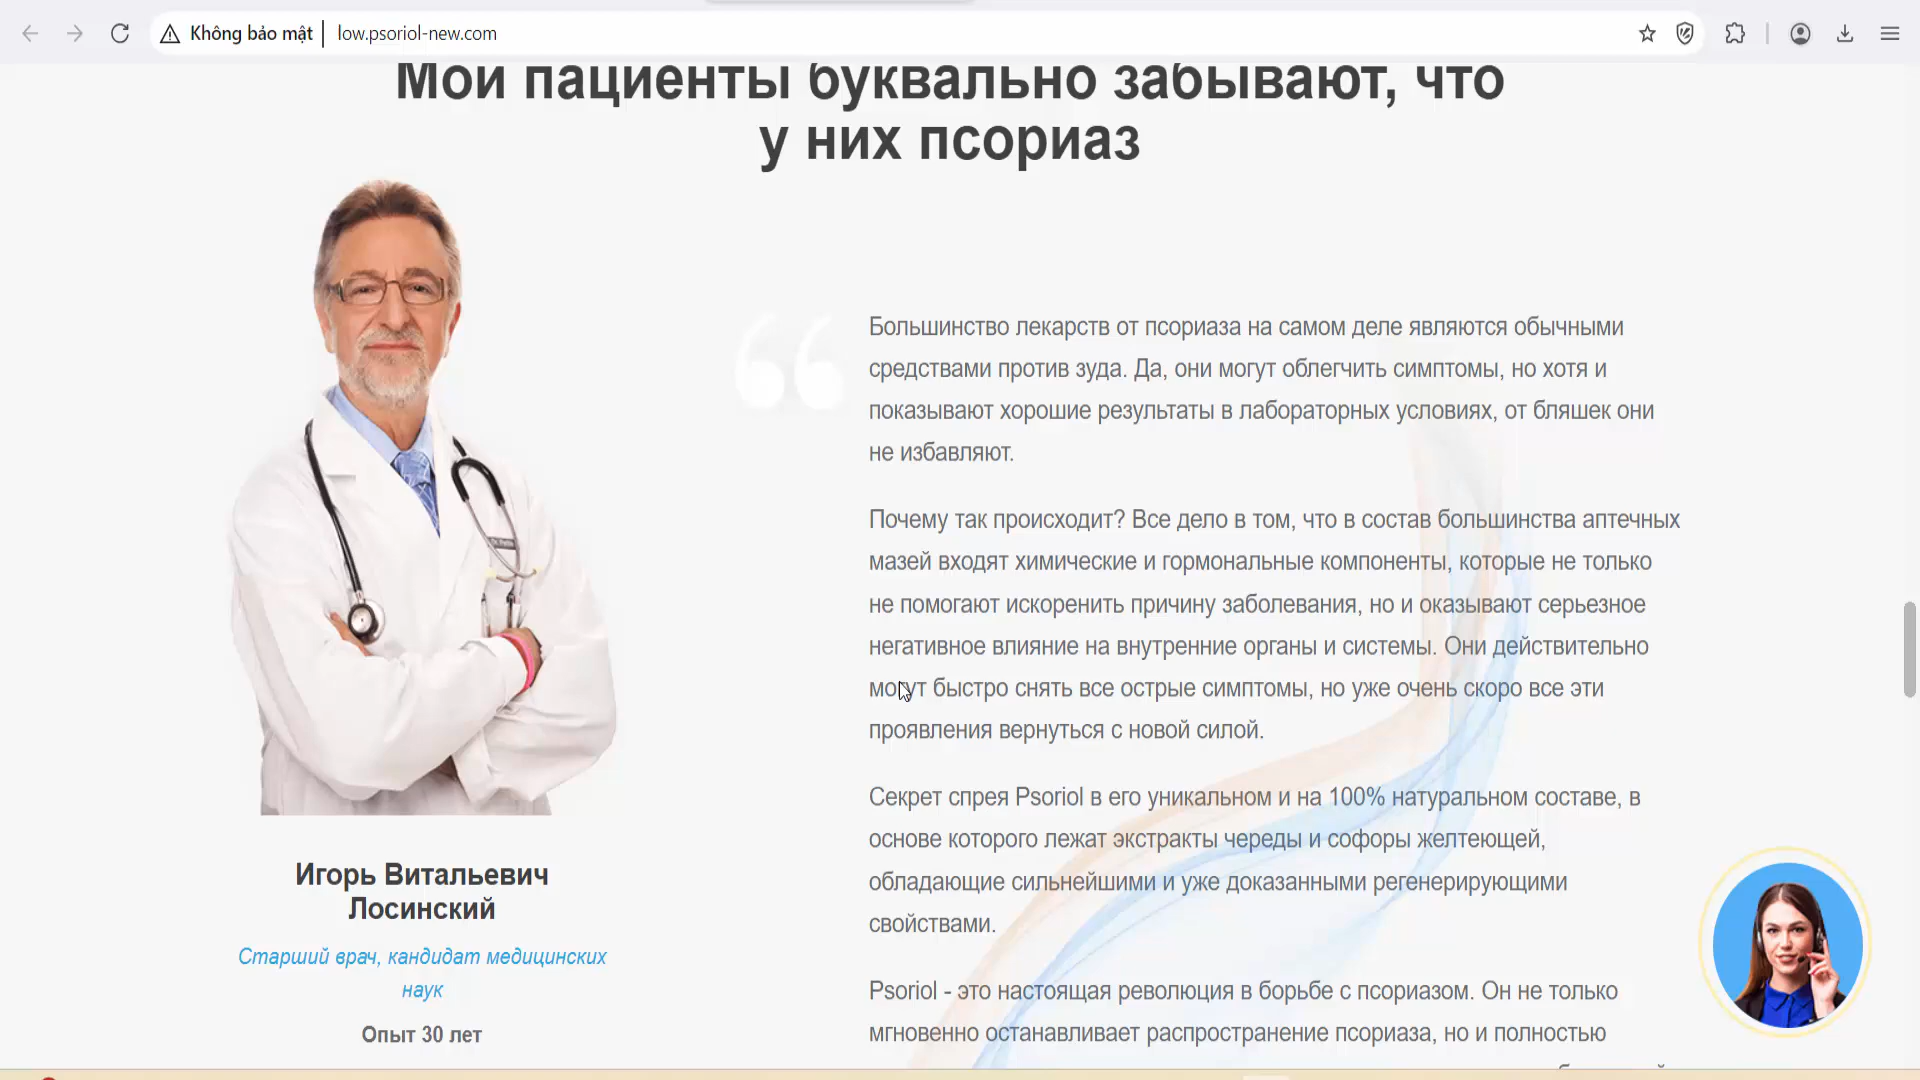 Không bảo mật
low.psoriol-new.com
Мои пациенты буквально забывают, что
у них псориаз
Большинство лекарств от псориаза на самом деле являются обычными
средствами против зуда. Да, они могут облегчить симптомы, но хотя и
показывают хорошие результаты в лабораторных условиях, от бляшек они
не избавляют.
Почему так происходит? Все дело в том, что в состав большинства аптечных
мазей входят химические и гормональные компоненты, которые не только
не помогают искоренить причину заболевания, но и оказывают серьезное
негативное влияние на внутренние органы и системы. Они действительно
могут быстро снять все острые симптомы, но уже очень скоро все эти
проявления вернуться с новой силой.
Секрет спрея Psoriol в его уникальном и на 100% натуральном составе, в
основе которого лежат экстракты череды и софоры желтеющей,
обладающие сильнейшими и уже доказанными регенерирующими
свойствами.
Psoriol - это настоящая революция в борьбе с псориазом. Он не только
мгновенно останавливает распространение псориаза, но и полностью
Игорь Витальевич
Лосинский
Старший врач, кандидат медицинских
наук
Опыт 30 лет